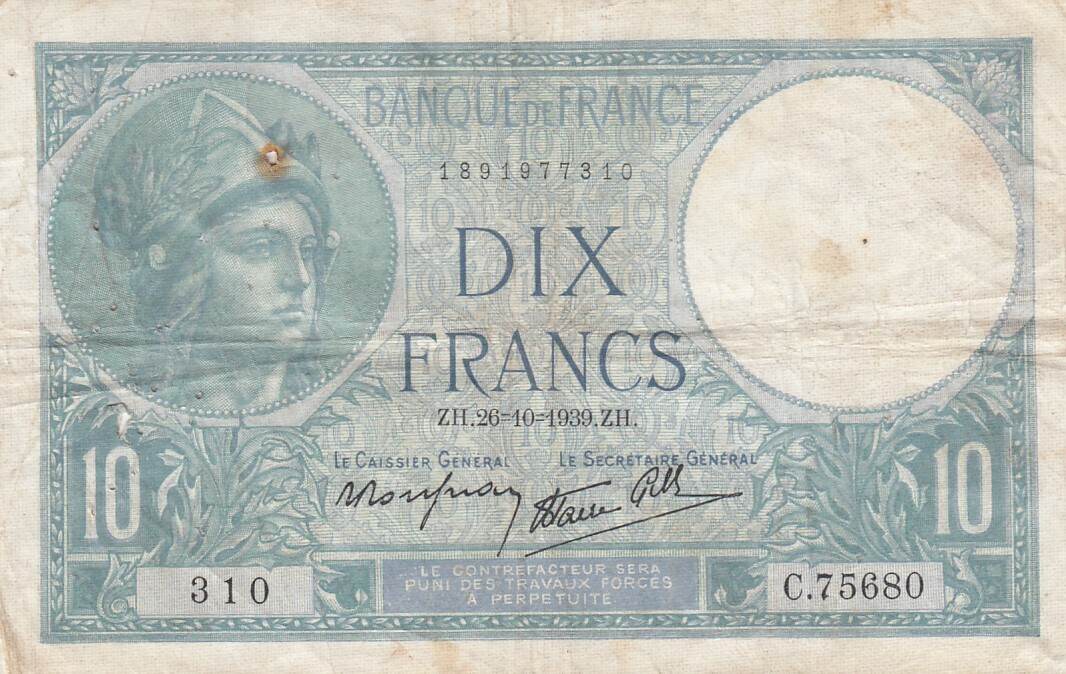 BANQUE DE FRANCE
1891977310
DIX
FRANCS
ZH.26=10=1939.ZH.
LE CAISSIER GÉNÉRAL LE SECRÉTAIRE GÉNÉRAL
10 10
LE CONTREFACTEUR SERA
PUNI DES TRAVAUX FORCÉS
À PERPÉTUITÉ
310 C.75680